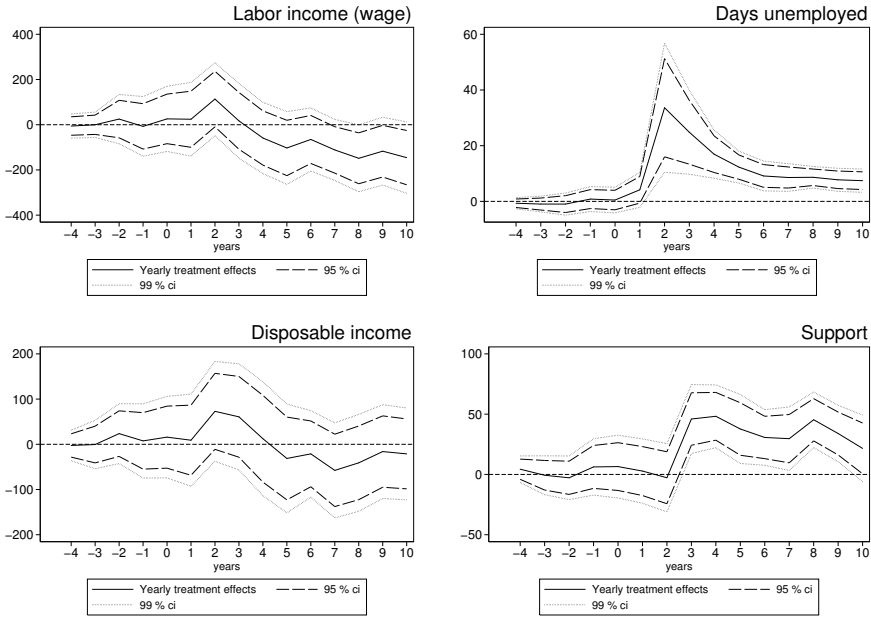 Labor income (wage)
400
200
0
−200
−400
−4 −3 −2 −1 0 1 2 3 4 5 6 7 8 9 10
years
Yearly treatment effects 95 % ci
99 % ci
Days unemployed
60
40
20
0
−4 −3 −2 −1 0 1 2 3 4 5 6 7 8 9 10
years
Yearly treatment effects 95 % ci
99 % ci
Disposable income
200
100
0
−100
−200
−4 −3 −2 −1 0 1 2 3 4 5 6 7 8 9 10
years
Yearly treatment effects 95 % ci
99 % ci
Support
100
50
0
−50
−4 −3 −2 −1 0 1 2 3 4 5 6 7 8 9 10
years
Yearly treatment effects 95 % ci
99 % ci